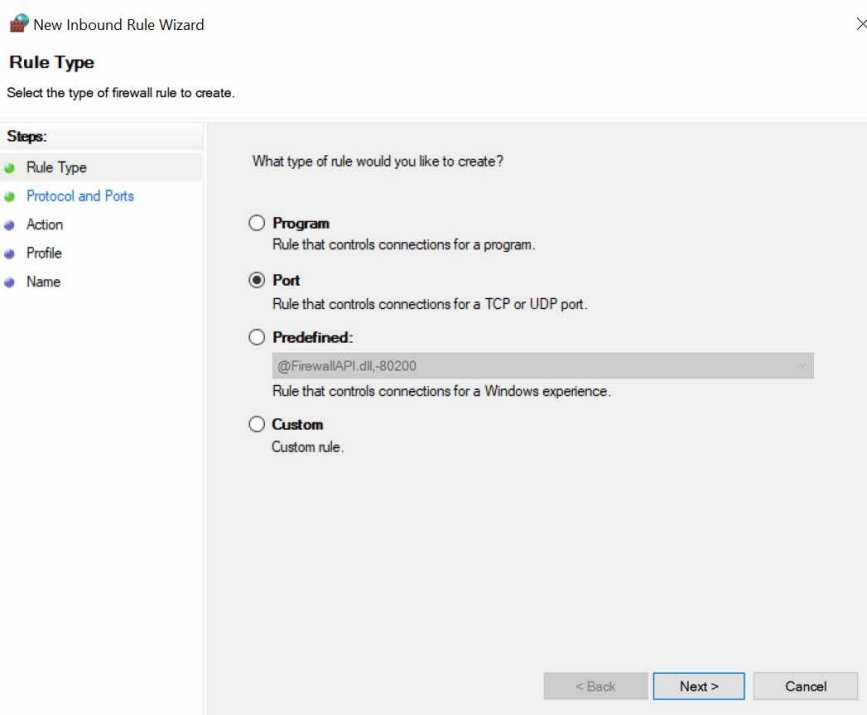 New Inbound Rule Wizard
Rule Type
Select the type of firewall rule to create.
Steps:
Rule Type
Protocol and Ports
Action
Profile
Name
What type of rule would you like to create?
Program
Rule that controls connections for a program.
Port
Rule that controls connections for a TCP or UDP port.
Predefined:
@FirewallAPI.dll,-80200
Rule that controls connections for a Windows experience.
Custom
Custom rule.
< Back
Next >
Cancel